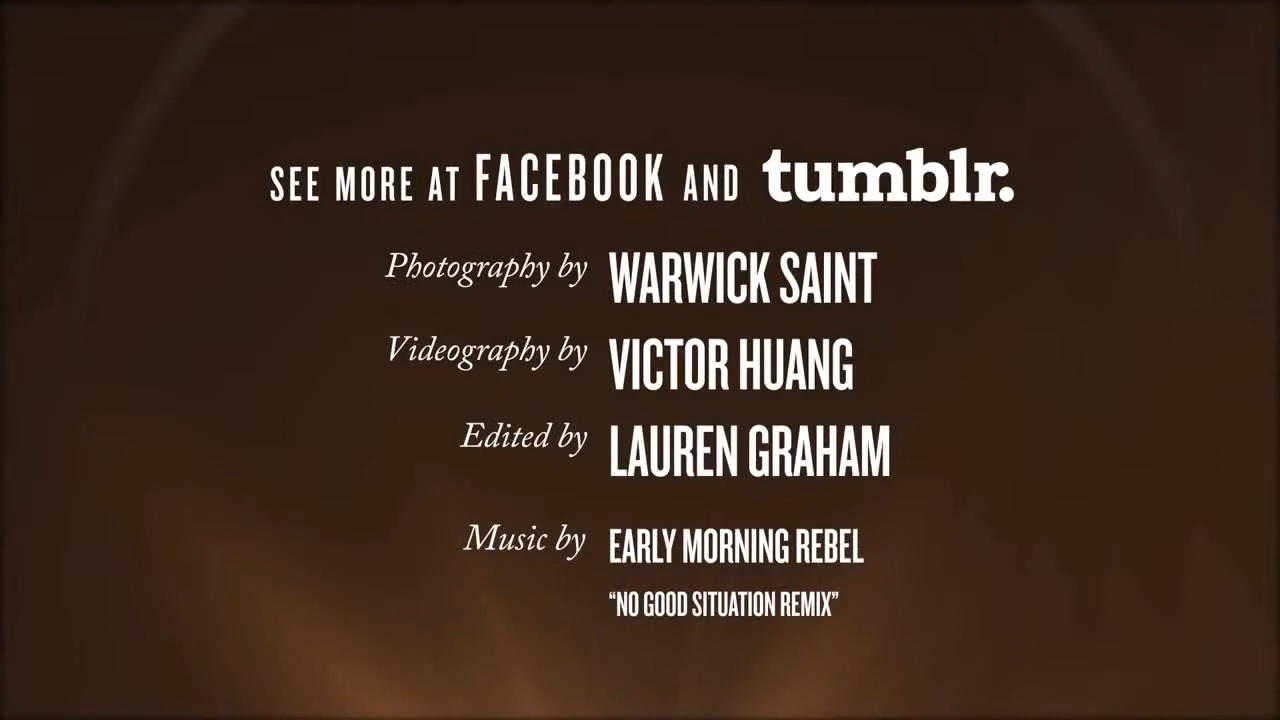 SEE MORE AT FACEBOOK AND tumblr.
Photography by WARWICK SAINT
Videography by VICTOR HUANG
Edited by LAUREN GRAHAM
Music by EARLY MORNING REBEL
“NO GOOD SITUATION REMIX”